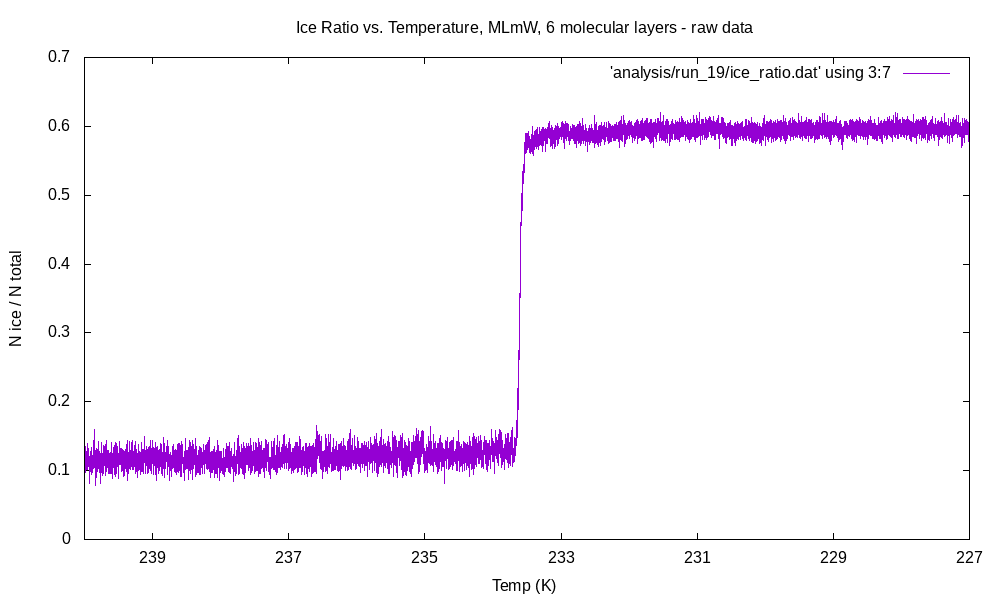 Ice Ratio vs. Temperature, MLmW, 6 molecular layers - raw data
'analysis/run_19/ice_ratio.dat' using 3:7
N ice / N total
0.7
0.6
0.5
0.4
0.3
0.2
0.1
0
239 237 235 233 231 229 227
Temp (K)